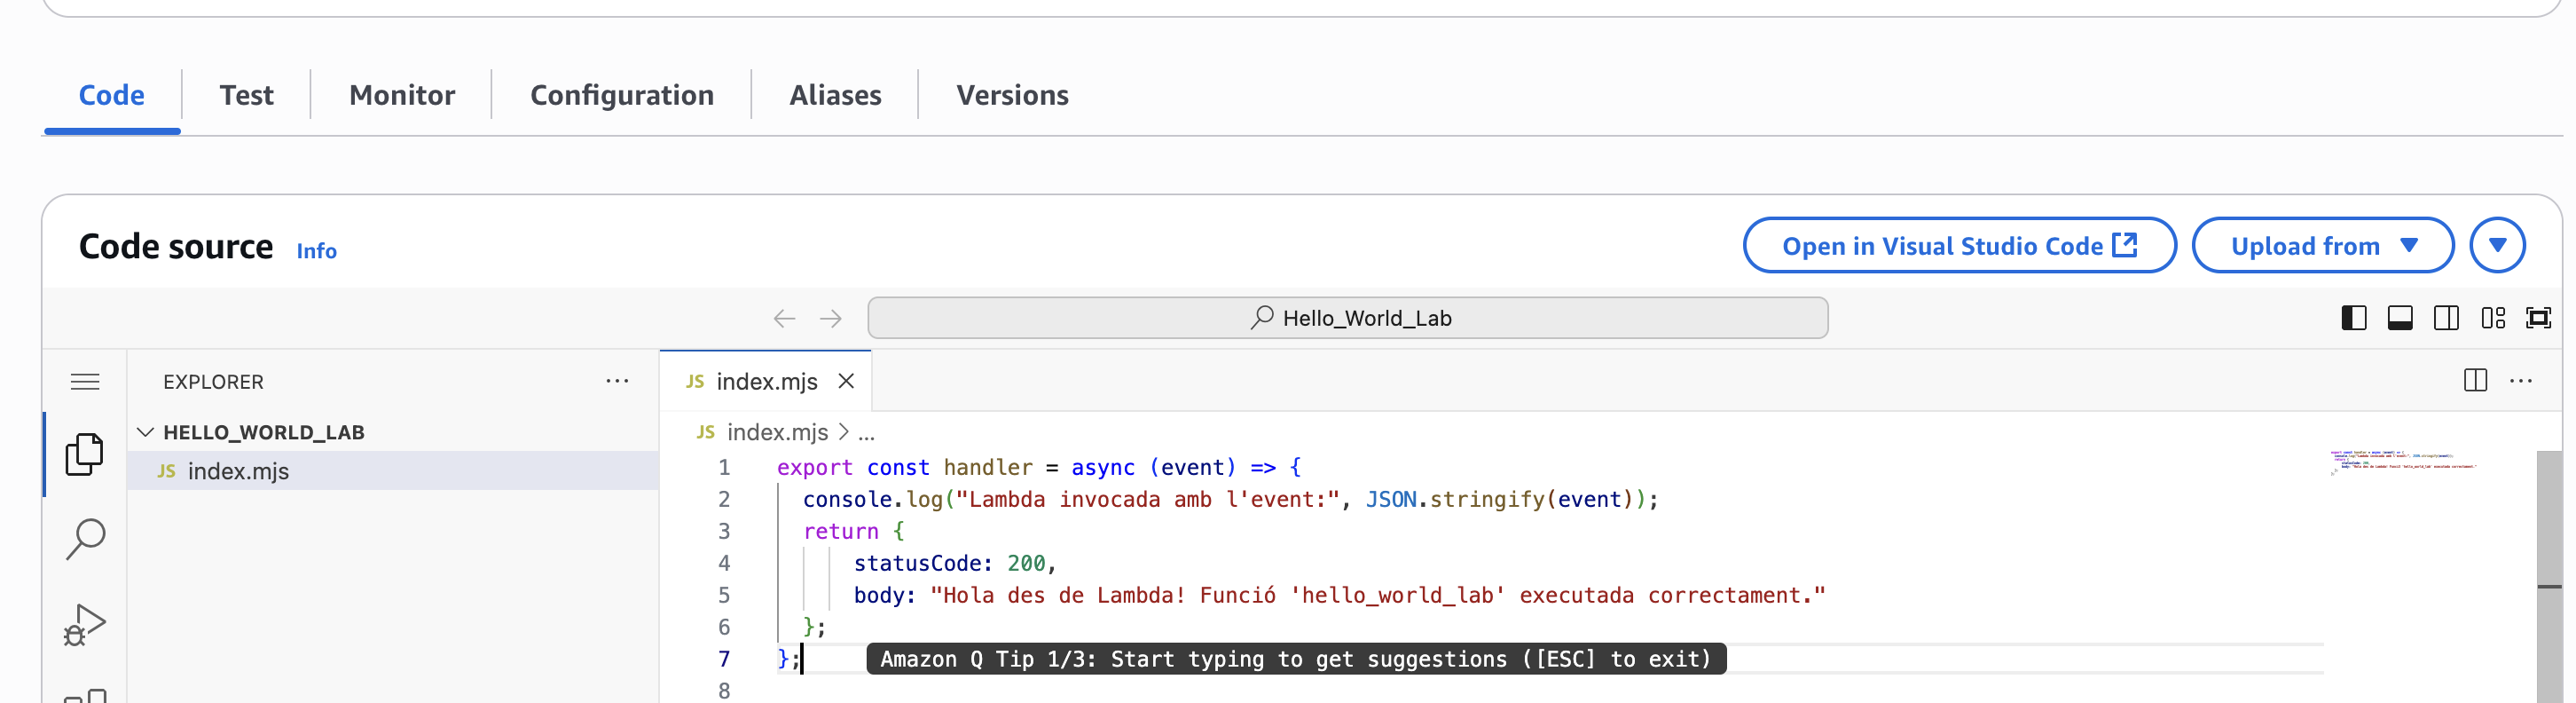 Code Test Monitor Configuration Aliases Versions
Code source Info Open in Visual Studio Code Upload from
Hello_World_Lab
EXPLORER
HELLO_WORLD_LAB
JS index.mjs
JS index.mjs
JS index.mjs > ...
1 export const handler = async (event) => {
2 console.log("Lambda invocada amb l'event:", JSON.stringify(event));
3 return {
4 statusCode: 200,
5 body: "Hola des de Lambda! Funció 'hello_world_lab' executada correctament."
6 };
7 }; Amazon Q Tip 1/3: Start typing to get suggestions ([ESC] to exit)
8